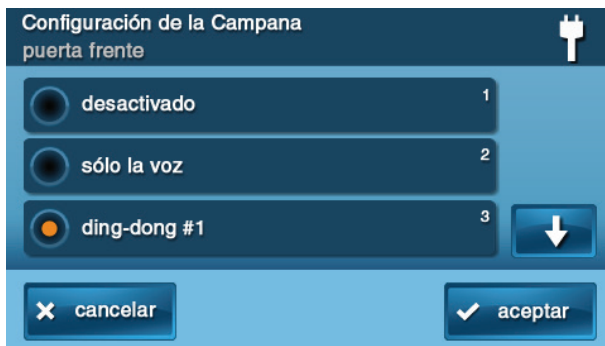 Configuración de la Campana
puerta frente
desactivado 1
sólo la voz 2
ding-dong #1 3
cancelar
aceptar